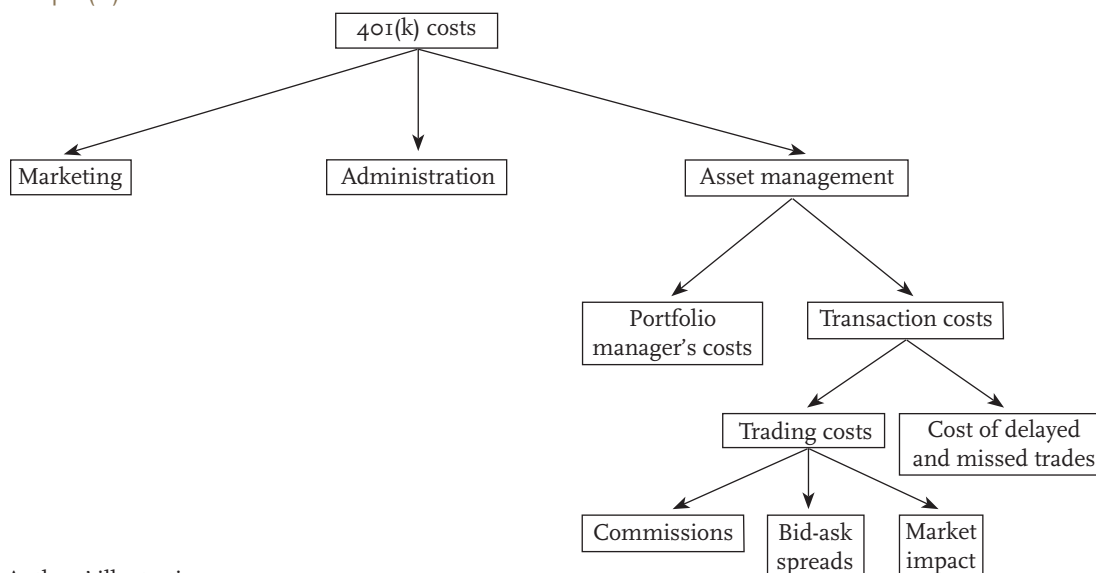 401(k) costs
Marketing
Administration
Asset management
Portfolio
manager's costs
Transaction costs
Trading costs
Cost of delayed
and missed trades
Commissions
Bid-ask
spreads
Market
impact